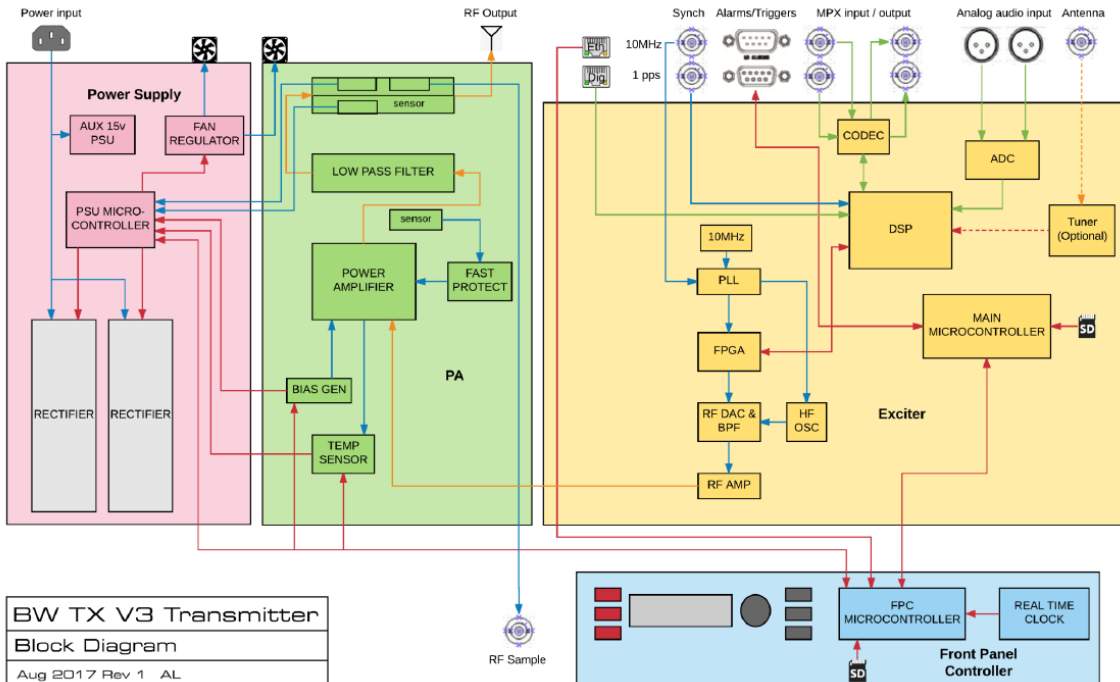 Power input
RF Output
Synch
Alarms/Triggers
MPX input / output
Analog audio input
Antenna
Eth
10MHz
Dig
1 pps
Power Supply
AUX 15v
PSU
FAN
REGULATOR
PSU MICRO-
CONTROLLER
RECTIFIER
RECTIFIER
sensor
LOW PASS FILTER
sensor
POWER
AMPLIFIER
FAST
PROTECT
PA
BIAS GEN
TEMP
SENSOR
CODEC
ADC
DSP
Tuner
(Optional)
10MHz
PLL
FPGA
RF DAC &
BPF
HF
OSC
RF AMP
MAIN
MICROCONTROLLER
SD
Exciter
BW TX V3 Transmitter
Block Diagram
Aug 2017 Rev 1 AL
RF Sample
FPC
MICROCONTROLLER
REAL TIME
CLOCK
SD
Front Panel
Controller